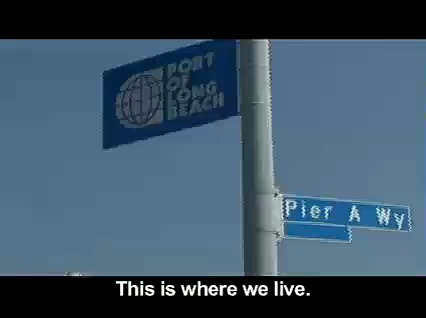 PORT
OF
LONG
BEACH
Pier A Wy
This is where we live.